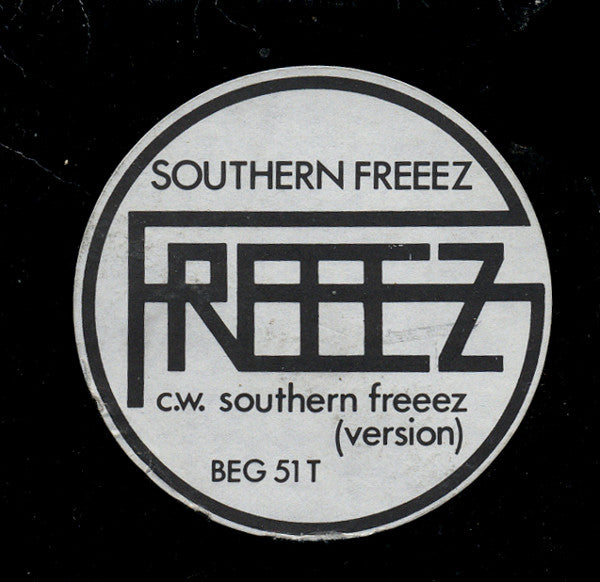 SOUTHERN FREEEZ
FREEEZ
c.w. southern freeez
(version)
BEG 51 T